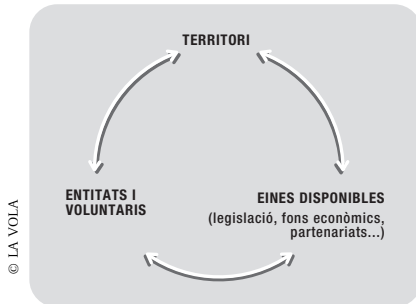 TERRITORI
ENTITATS I
VOLUNTARIS
EINES DISPONIBLES
(legislació, fons econòmics,
partenariats...)
© LA VOLA